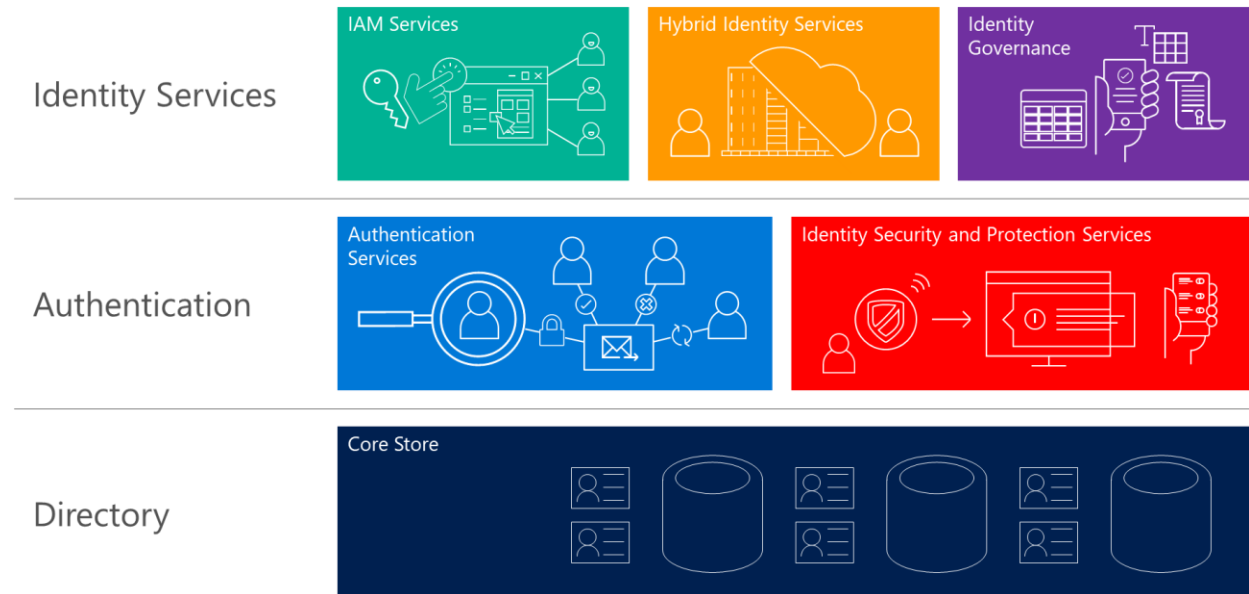 Identity Services
IAM Services
Hybrid Identity Services
Identity
Governance
Authentication
Authentication
Services
Identity Security and Protection Services
Directory
Core Store